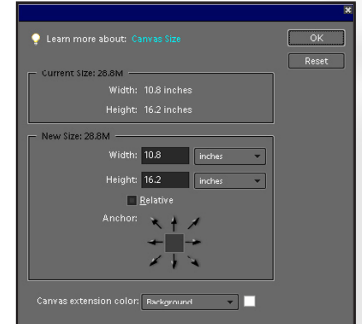 Learn more about: Canvas Size
OK
Reset
Current Size: 28.8M
Width: 10.8 inches
Height: 16.2 inches
New Size: 28.8M
Width: 10.8 inches
Height: 16.2 inches
Relative
Anchor:
Canvas extension color: Background